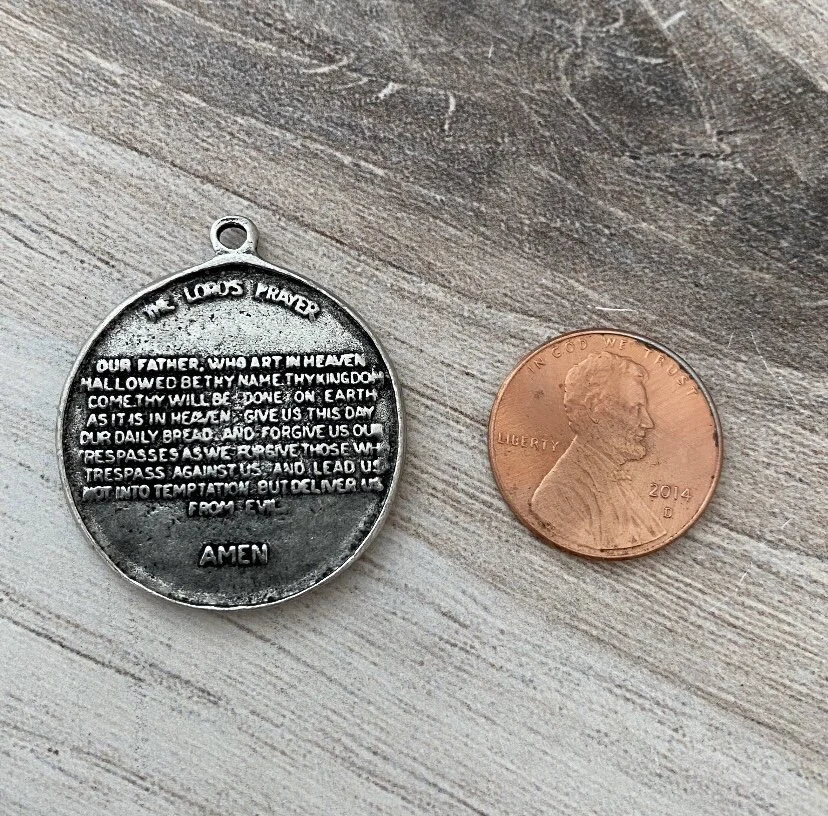 THE LORD'S PRAYER
OUR FATHER, WHO ART IN HEAVEN
HALLOWED BE THY NAME. THY KINGDOM
COME. THY WILL BE DONE ON EARTH
AS IT IS IN HEAVEN. GIVE US THIS DAY
OUR DAILY BREAD. AND FORGIVE US OUR
TRESPASSES AS WE FORGIVE THOSE WH
TRESPASS AGAINST US. AND LEAD US
NOT INTO TEMPTATION. BUT DELIVER US
FROM EVIL
AMEN
IN GOD WE TRUST
LIBERTY
2014
D